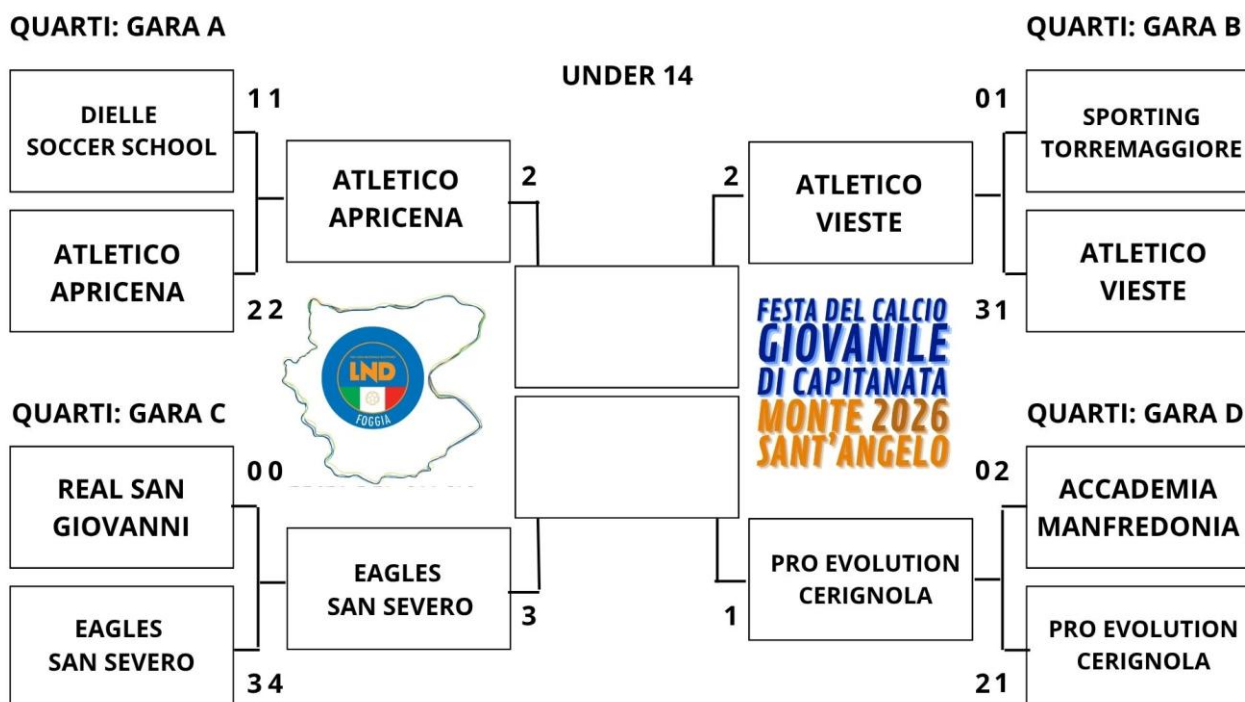 QUARTI: GARA A
QUARTI: GARA B
UNDER 14
DIELLE
SOCCER SCHOOL
1 1
ATLETICO
APRICENA
2 2
ATLETICO
APRICENA
2
2
ATLETICO
VIESTE
0 1
SPORTING
TORREMAGGIORE
ATLETICO
VIESTE
3 1
LND
FOGGIA
FESTA DEL CALCIO
GIOVANILE
DI CAPITANATA
MONTE 2026
SANT'ANGELO
QUARTI: GARA C
QUARTI: GARA D
REAL SAN
GIOVANNI
0 0
EAGLES
SAN SEVERO
3 4
EAGLES
SAN SEVERO
3
1
PRO EVOLUTION
CERIGNOLA
0 2
ACCADEMIA
MANFREDONIA
PRO EVOLUTION
CERIGNOLA
2 1